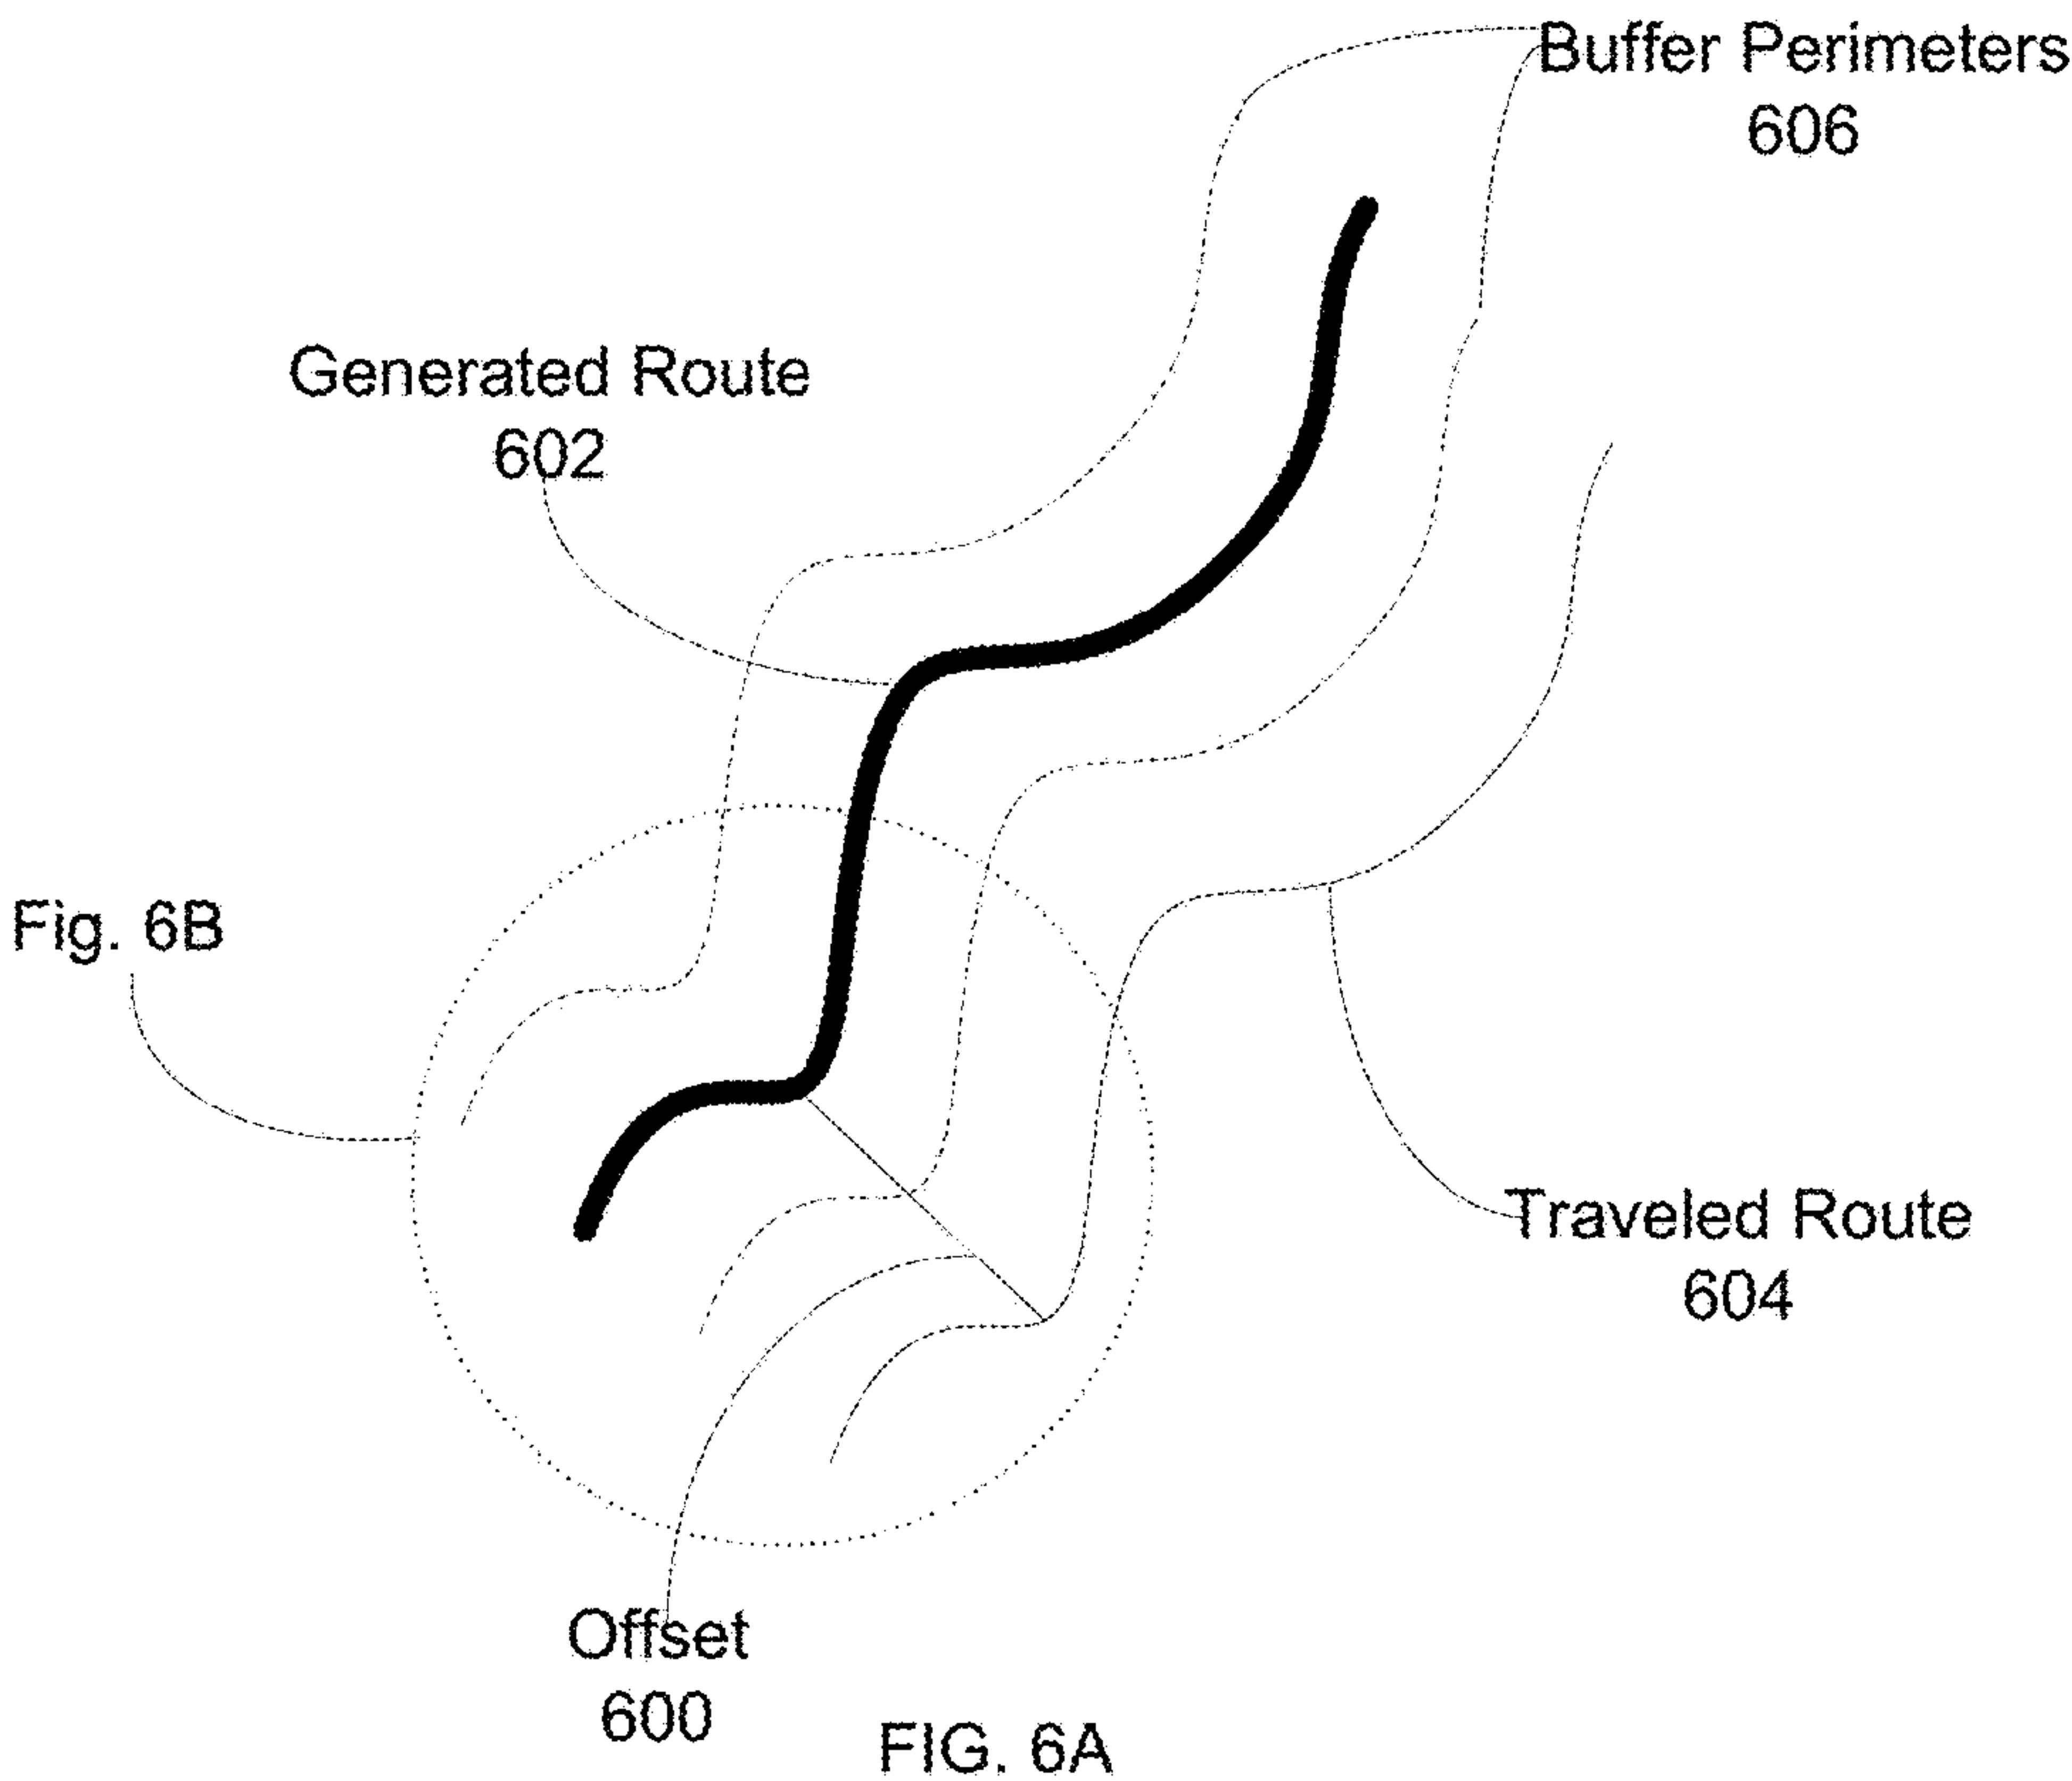 Buffer Perimeters
606
Generated Route
602
Fig. 6B
Traveled Route
604
Offset
600
FIG. 6A